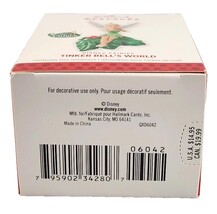 KEEPSAKE
TINKER BELL'S WORLD
For decorative use only. Pour usage décoratif seulement.
© Disney
www.disney.com
Mfd. for/Fabriqué pour Hallmark Cards, Inc.
Kansas City, MO 64141
Made in China QXD6042
06042
7 95902 34280 7
U.S.A. $14.95
CAN. $19.99